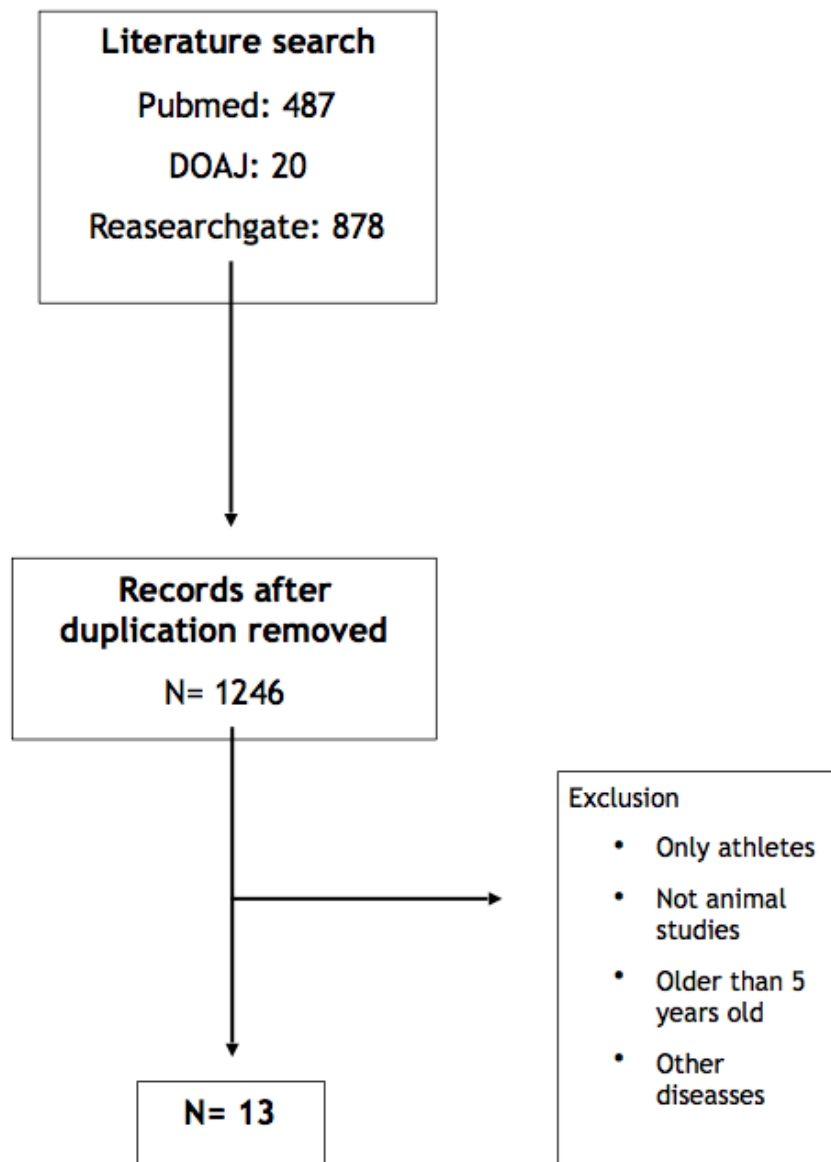 Literature search
Pubmed: 487
DOAJ: 20
Reasearchgate: 878
Records after
duplication removed
N= 1246
Exclusion
• Only athletes
• Not animal
studies
• Older than 5
years old
• Other
diseasses
N= 13